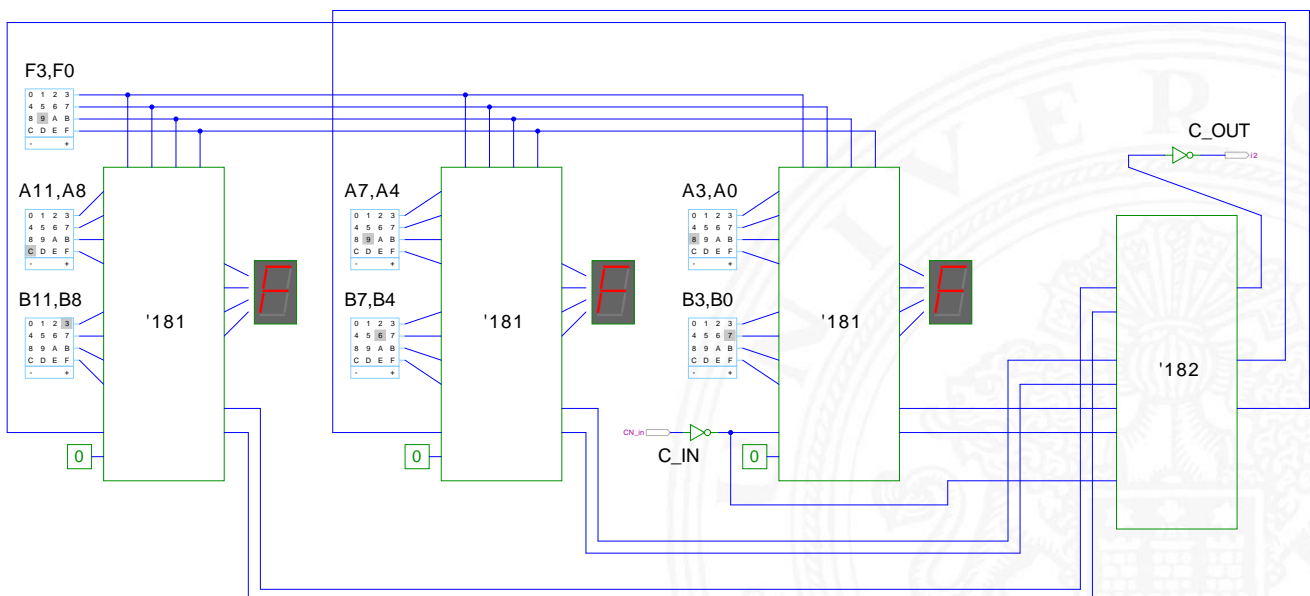 F3,F0
0 1 2 3
4 5 6 7
8 9 A B
C D E F
- +
A11,A8
0 1 2 3
4 5 6 7
8 9 A B
C D E F
- +
B11,B8
0 1 2 3
4 5 6 7
8 9 A B
C D E F
- +
0
'181
F
A7,A4
0 1 2 3
4 5 6 7
8 9 A B
C D E F
- +
B7,B4
0 1 2 3
4 5 6 7
8 9 A B
C D E F
- +
0
'181
F
A3,A0
0 1 2 3
4 5 6 7
8 9 A B
C D E F
- +
B3,B0
0 1 2 3
4 5 6 7
8 9 A B
C D E F
- +
CN_in
C_IN
0
'181
F
C_OUT
i2
'182